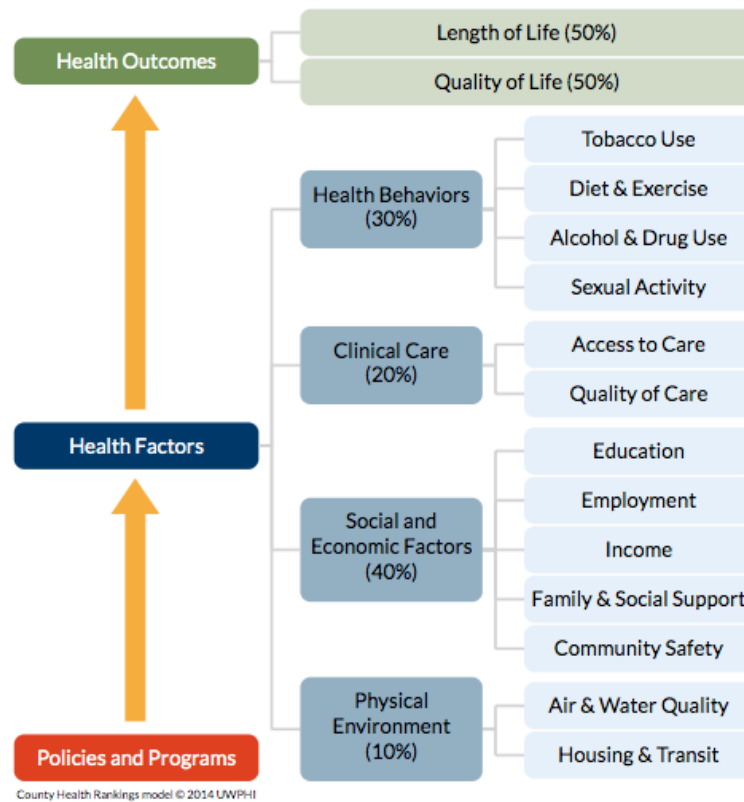 Health Outcomes
Length of Life (50%)
Quality of Life (50%)
Health Behaviors
(30%)
Tobacco Use
Diet & Exercise
Alcohol & Drug Use
Sexual Activity
Clinical Care
(20%)
Access to Care
Quality of Care
Health Factors
Social and
Economic Factors
(40%)
Education
Employment
Income
Family & Social Support
Community Safety
Physical
Environment
(10%)
Air & Water Quality
Housing & Transit
Policies and Programs
County Health Rankings model © 2014 UWPHI